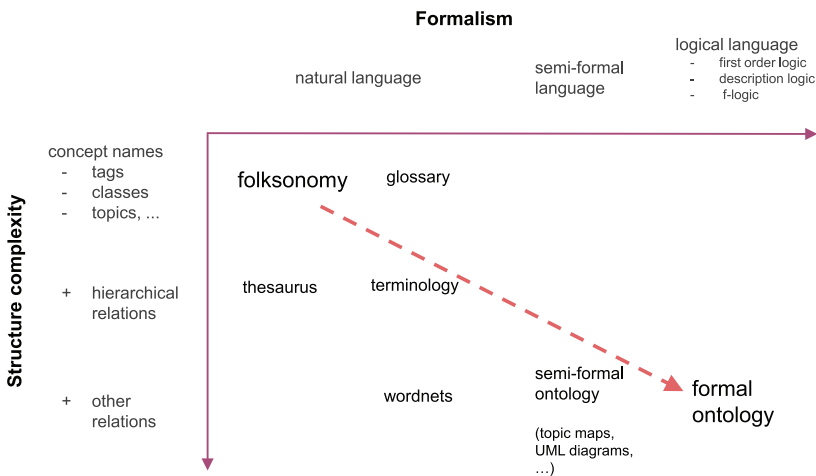 Formalism
natural language
semi-formal
language
logical language
- first order logic
- description logic
- f-logic
Structure complexity
concept names
- tags
- classes
- topics, ...
folksonomy
glossary
+ hierarchical
relations
thesaurus
terminology
+ other
relations
wordnets
semi-formal
ontology
(topic maps,
UML diagrams,
…)
formal
ontology